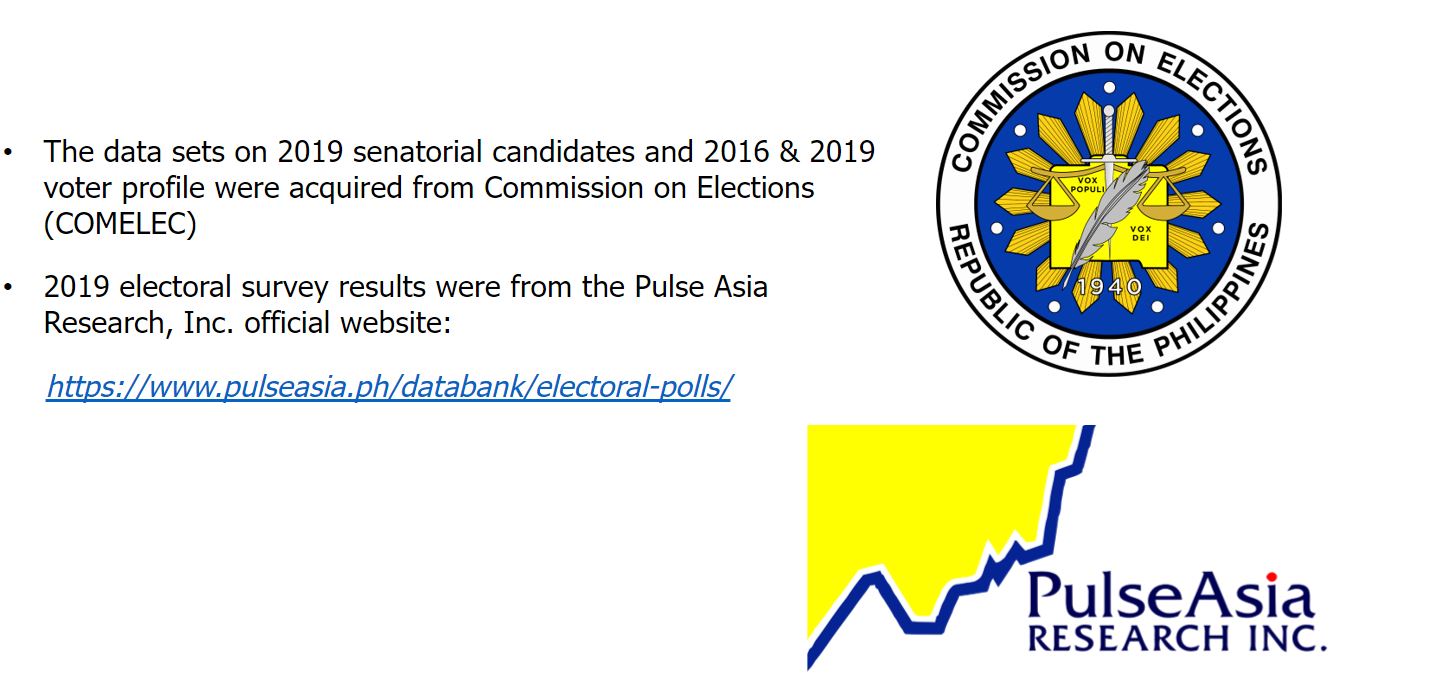 • The data sets on 2019 senatorial candidates and 2016 & 2019
voter profile were acquired from Commission on Elections
(COMELEC)
• 2019 electoral survey results were from the Pulse Asia
Research, Inc. official website:
https://www.pulseasia.ph/databank/electoral-polls/
COMMISSION ON ELECTIONS
VOX
POPULI
VOX
DEI
1940
REPUBLIC OF THE PHILIPPINES
PulseAsia
RESEARCH INC.